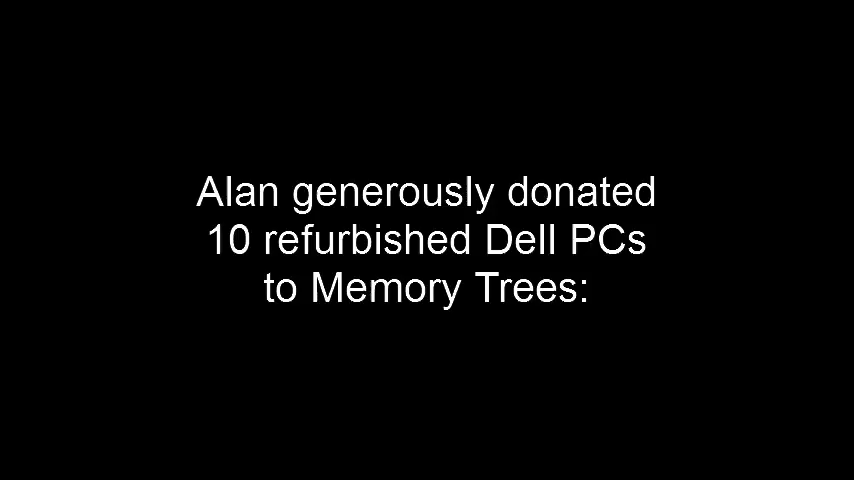 Alan generously donated
10 refurbished Dell PCs
to Memory Trees: